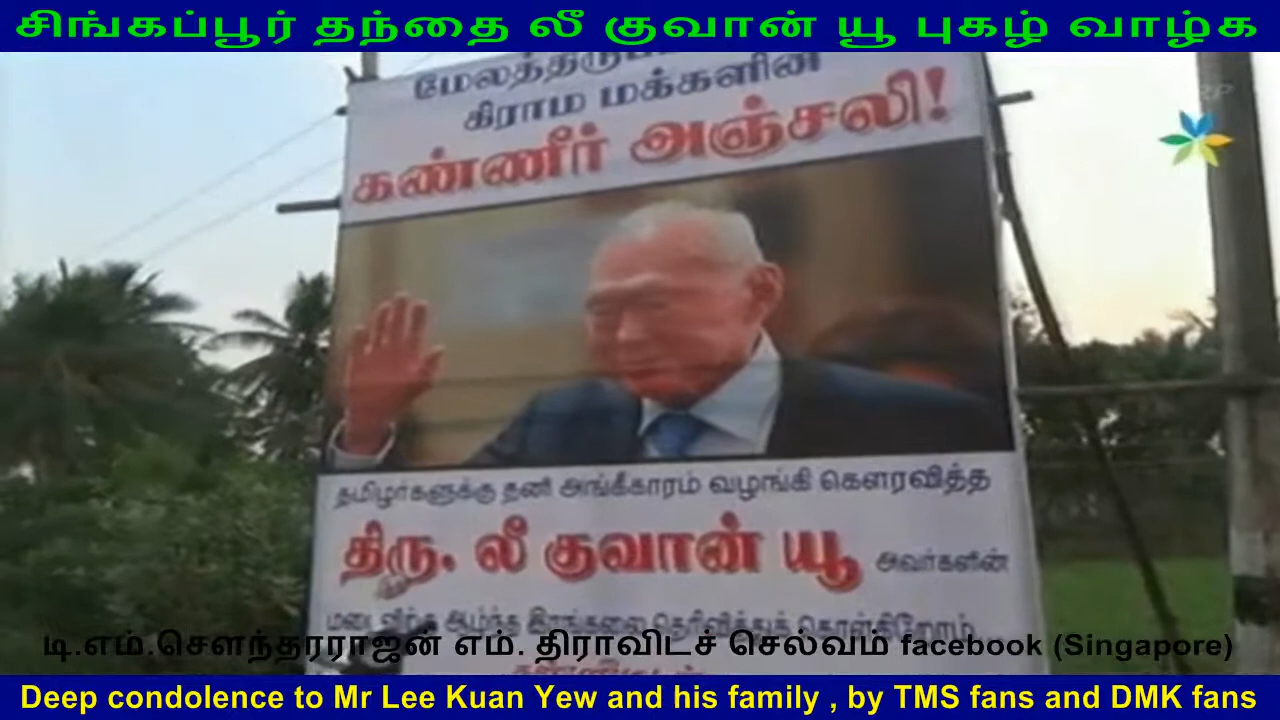 சிங்கப்பூர் தந்தை லீ குவான் யூ புகழ் வாழ்க
கிராம மக்களின்
கண்ணீர் அஞ்சலி!
தமிழர்களுக்கு தனி அங்கீகாரம் வழங்கி கௌரவித்த
திரு. லீ குவான் யூ அவர்களின்
டி.எம்.சௌந்தரராஜன் எம். திராவிடச் செல்வம் facebook (Singapore)
Deep condolence to Mr Lee Kuan Yew and his family , by TMS fans and DMK fans